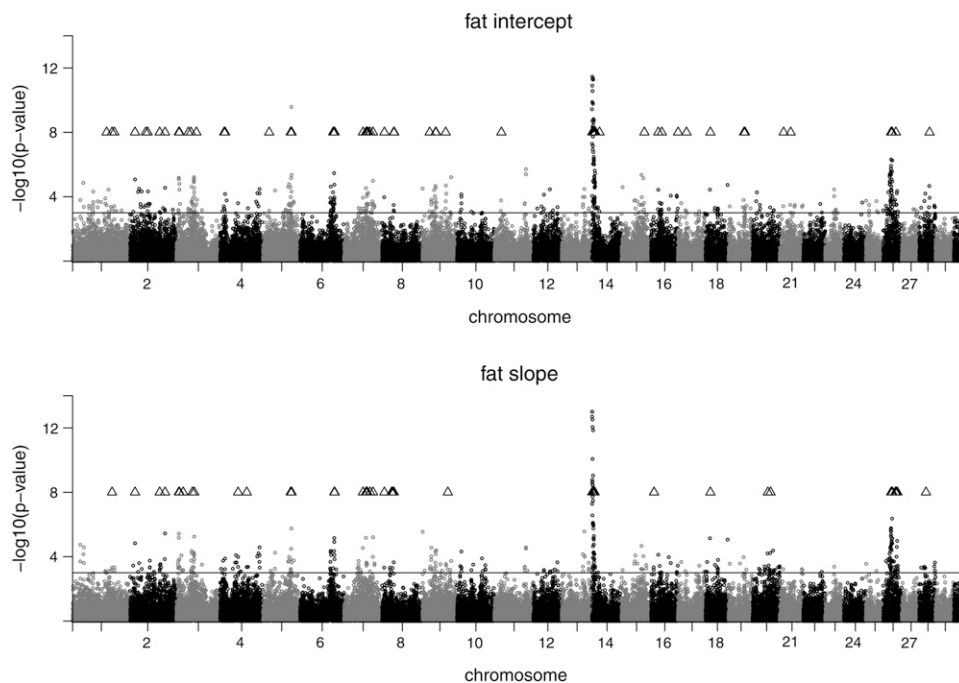 fat intercept
12
8
4
−log10(p−value)
2 4 6 8 10 12 14 16 18 21 24 27
chromosome
fat slope
12
8
4
−log10(p−value)
2 4 6 8 10 12 14 16 18 21 24 27
chromosome